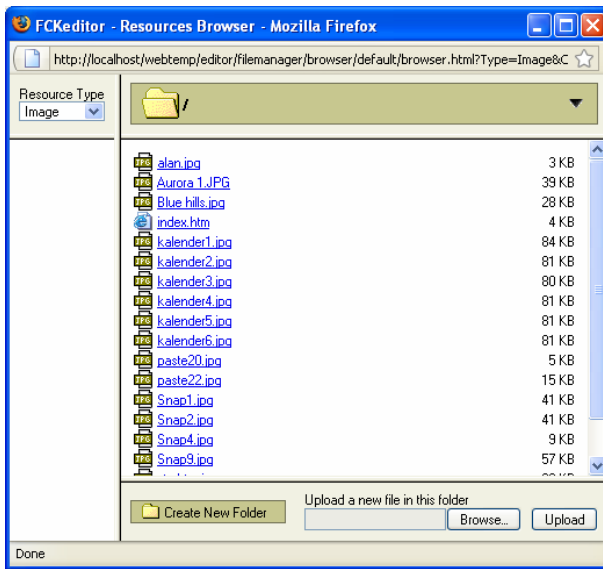 FCKeditor - Resources Browser - Mozilla Firefox
http://localhost/webtemp/editor/filemanager/browser/default/browser.html?Type=Image&C
Resource Type
Image
/
alan.jpg 3 KB
Aurora 1.JPG 39 KB
Blue hills.jpg 28 KB
index.htm 4 KB
kalender1.jpg 84 KB
kalender2.jpg 81 KB
kalender3.jpg 80 KB
kalender4.jpg 81 KB
kalender5.jpg 81 KB
kalender6.jpg 81 KB
paste20.jpg 5 KB
paste22.jpg 15 KB
Snap1.jpg 41 KB
Snap2.jpg 41 KB
Snap4.jpg 9 KB
Snap9.jpg 57 KB
Create New Folder
Upload a new file in this folder
Browse...
Upload
Done